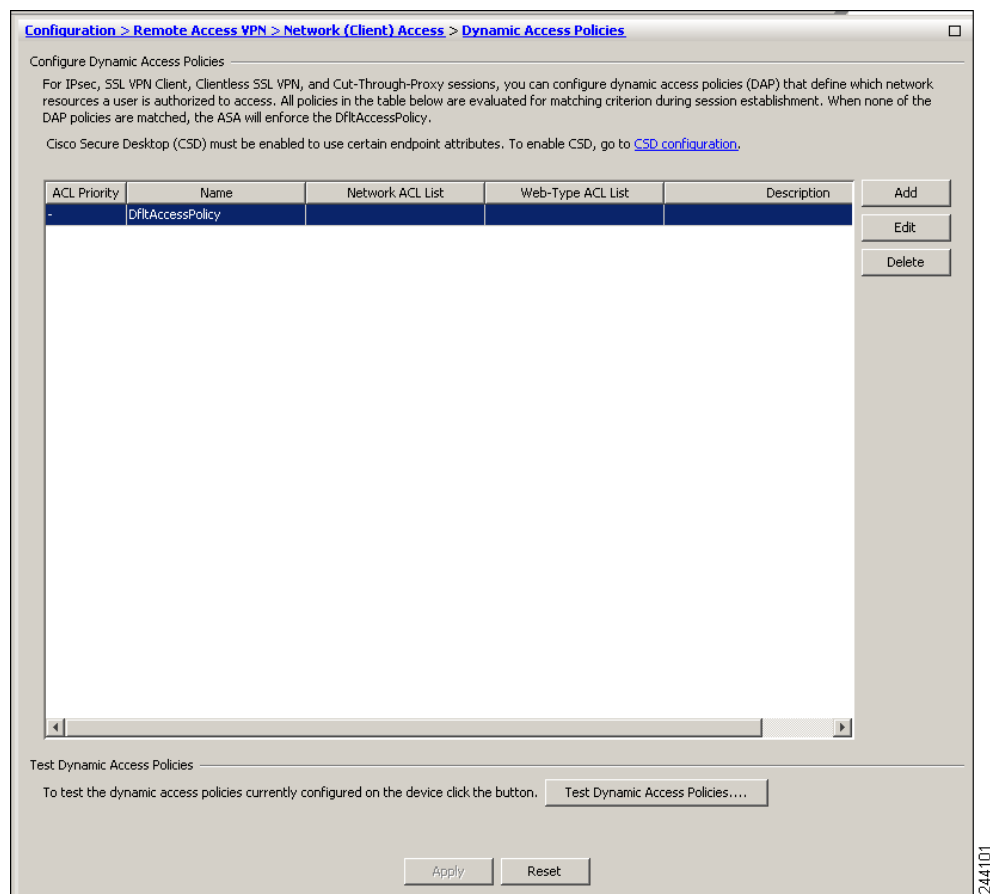 Configuration > Remote Access VPN > Network (Client) Access > Dynamic Access Policies
Configure Dynamic Access Policies
For IPsec, SSL VPN Client, Clientless SSL VPN, and Cut-Through-Proxy sessions, you can configure dynamic access policies (DAP) that define which network
resources a user is authorized to access. All policies in the table below are evaluated for matching criterion during session establishment. When none of the
DAP policies are matched, the ASA will enforce the DfltAccessPolicy.
Cisco Secure Desktop (CSD) must be enabled to use certain endpoint attributes. To enable CSD, go to CSD configuration.
ACL Priority Name Network ACL List Web-Type ACL List Description Add
- DfltAccessPolicy
Edit
Delete
Test Dynamic Access Policies
To test the dynamic access policies currently configured on the device click the button. Test Dynamic Access Policies....
Apply Reset
244101